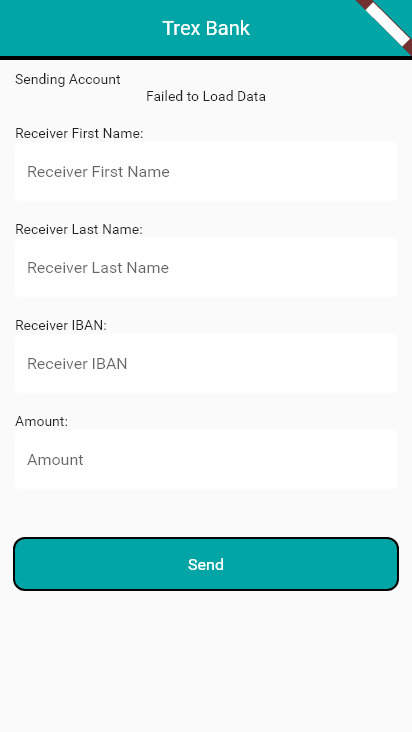 Trex Bank
Sending Account
Failed to Load Data
Receiver First Name:
Receiver First Name
Receiver Last Name:
Receiver Last Name
Receiver IBAN:
Receiver IBAN
Amount:
Amount
Send